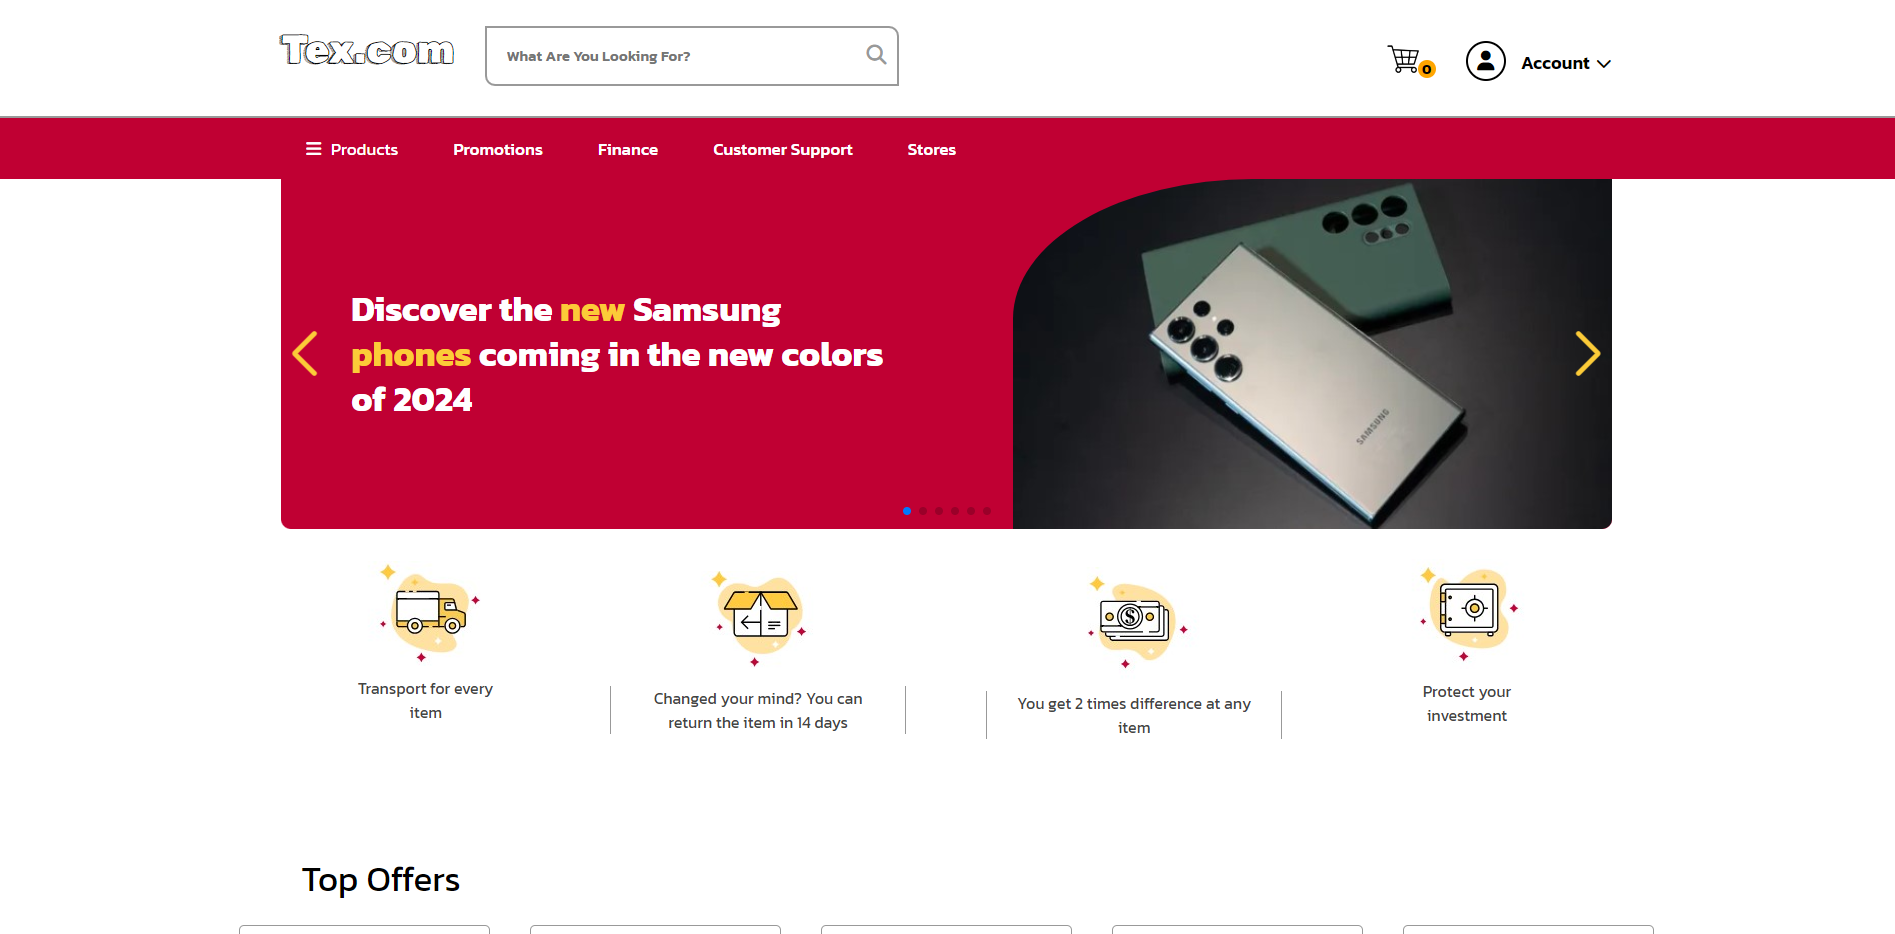 Tex.com
What Are You Looking For?
0
Account
Products
Promotions
Finance
Customer Support
Stores
Discover the new Samsung
phones coming in the new colors
of 2024
SAMSUNG
Transport for every
item
Changed your mind? You can
return the item in 14 days
$
You get 2 times difference at any
item
Protect your
investment
Top Offers